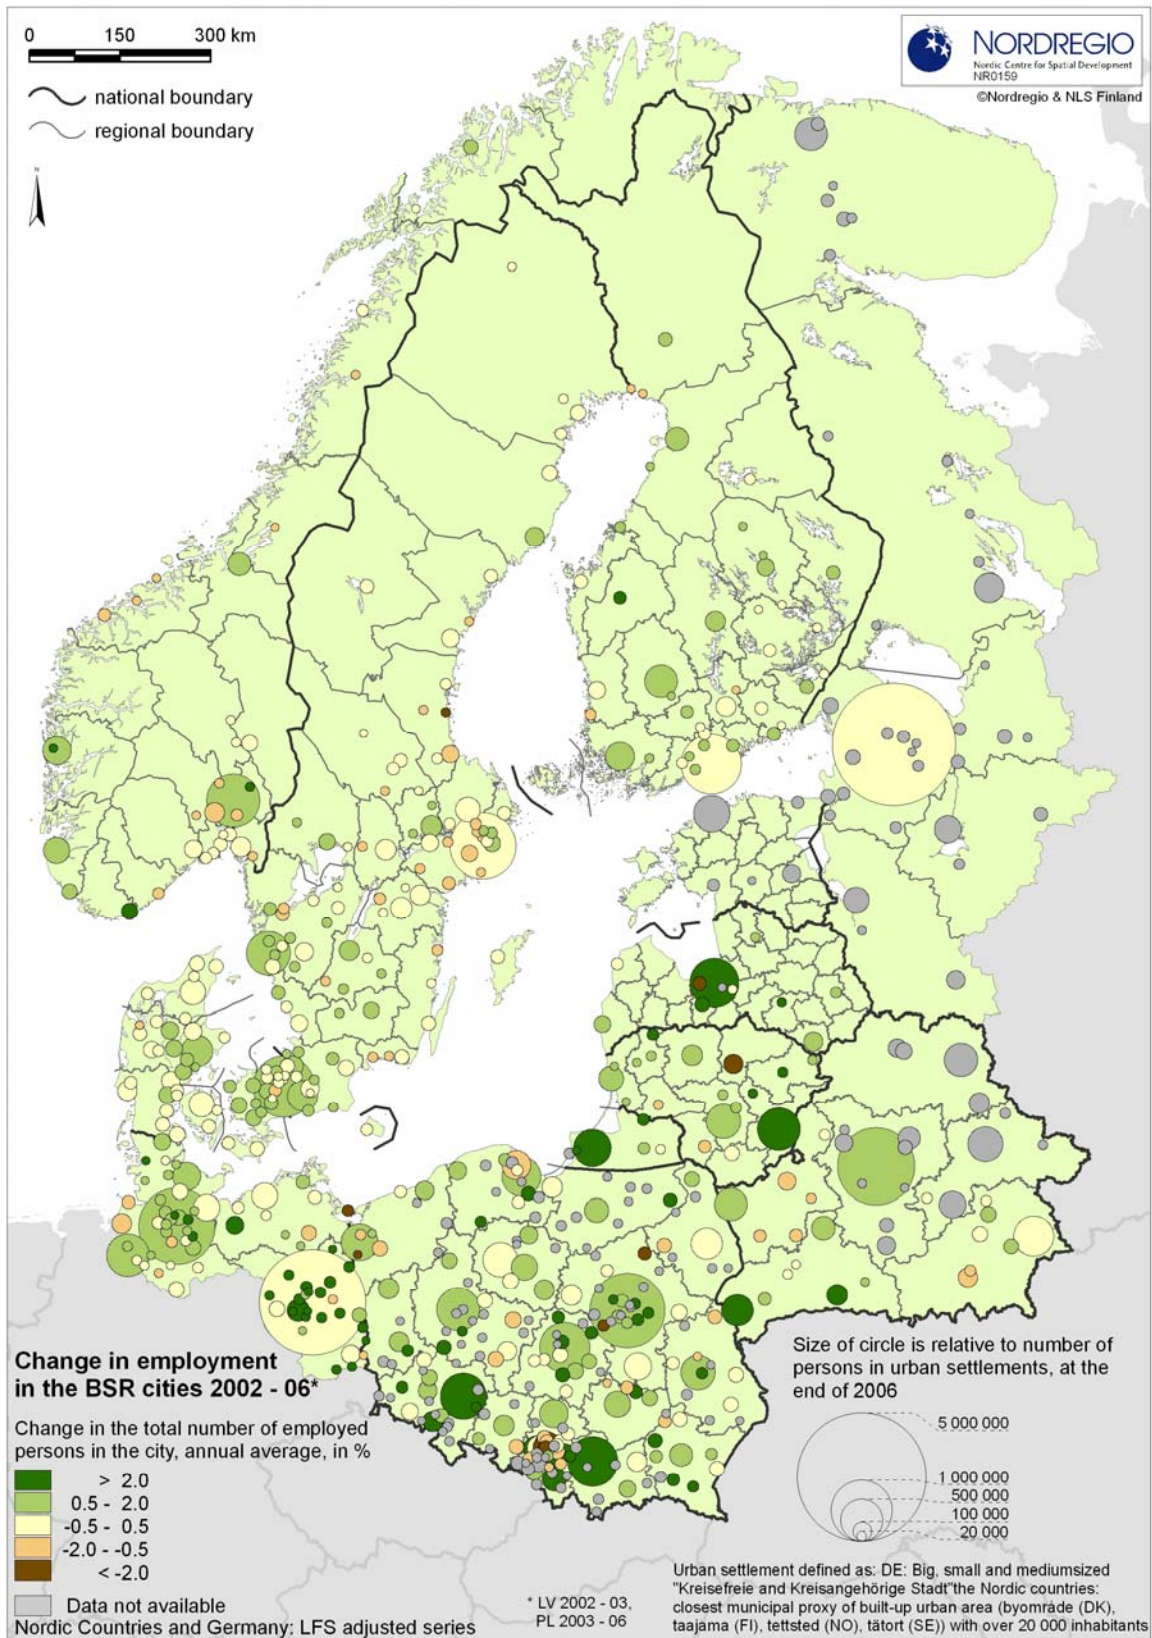 0 150 300 km
national boundary
regional boundary
N
NORDREGIO
Nordic Centre for Spatial Development
NR0159
©Nordregio & NLS Finland
Change in employment
in the BSR cities 2002 - 06*
Change in the total number of employed
persons in the city, annual average, in %
> 2.0
0.5 - 2.0
-0.5 - 0.5
-2.0 - -0.5
< -2.0
Data not available
Nordic Countries and Germany: LFS adjusted series
* LV 2002 - 03,
PL 2003 - 06
Size of circle is relative to number of
persons in urban settlements, at the
end of 2006
5 000 000
1 000 000
500 000
100 000
20 000
Urban settlement defined as: DE: Big, small and mediumsized
"Kreisefreie and Kreisangehörige Stadt"the Nordic countries:
closest municipal proxy of built-up urban area (byområde (DK),
taajama (FI), tettsted (NO), tätort (SE)) with over 20 000 inhabitants